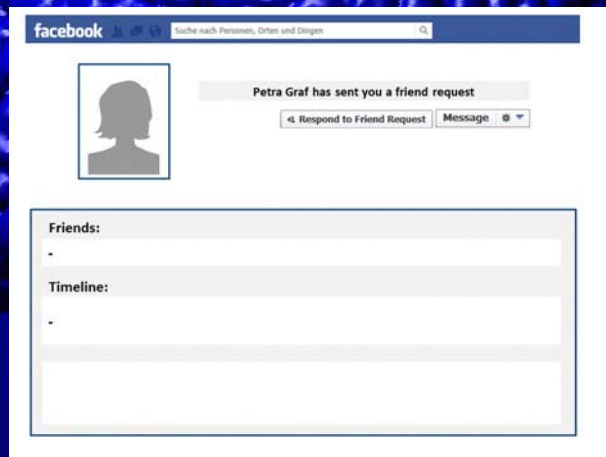 facebook
Suche nach Personen, Orten und Dingen
Petra Graf has sent you a friend request
+1 Respond to Friend Request
Message
Friends:
-
Timeline:
-